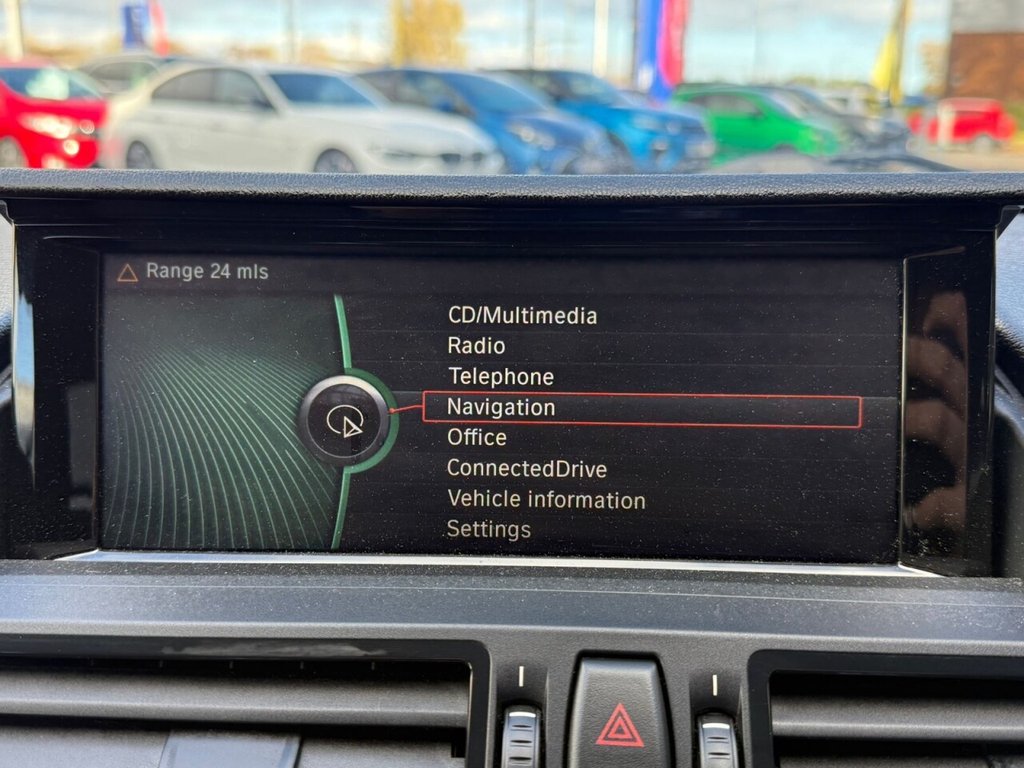 Range 24 mls
CD/Multimedia
Radio
Telephone
Navigation
Office
ConnectedDrive
Vehicle information
Settings